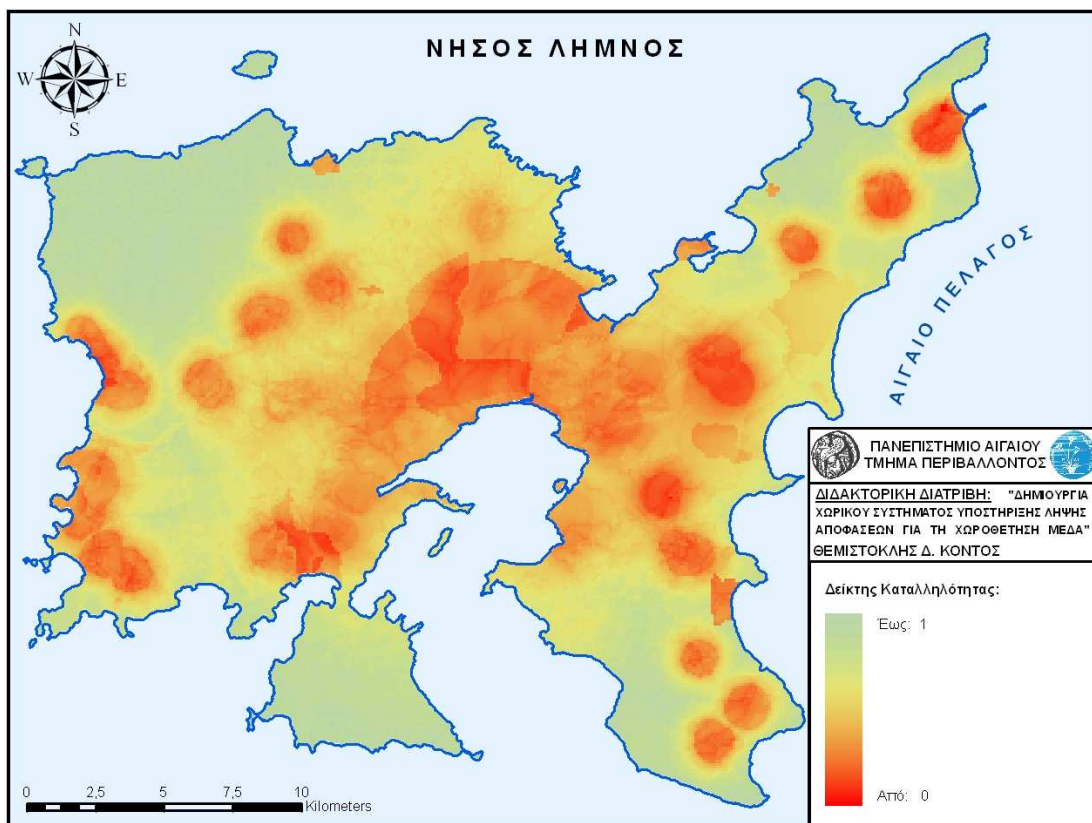 ΝΗΣΟΣ ΛΗΜΝΟΣ
N
W E
S
ΑΙΓΑΙΟ ΠΕΛΑΓΟΣ
ΠΑΝΕΠΙΣΤΗΜΙΟ ΑΙΓΑΙΟΥ
ΤΜΗΜΑ ΠΕΡΙΒΑΛΛΟΝΤΟΣ
ΔΙΔΑΚΤΟΡΙΚΗ ΔΙΑΤΡΙΒΗ: "ΔΗΜΙΟΥΡΓΙΑ
ΧΩΡΙΚΟΥ ΣΥΣΤΗΜΑΤΟΣ ΥΠΟΣΤΗΡΙΞΗΣ ΛΗΨΗΣ
ΑΠΟΦΑΣΕΩΝ ΓΙΑ ΤΗ ΧΩΡΟΘΕΤΗΣΗ ΜΕΔΑ"
ΘΕΜΙΣΤΟΚΛΗΣ Δ. ΚΟΝΤΟΣ
Δείκτης Καταλληλότητας:
Έως: 1
Από: 0
0 2,5 5 7,5 10
Kilometers